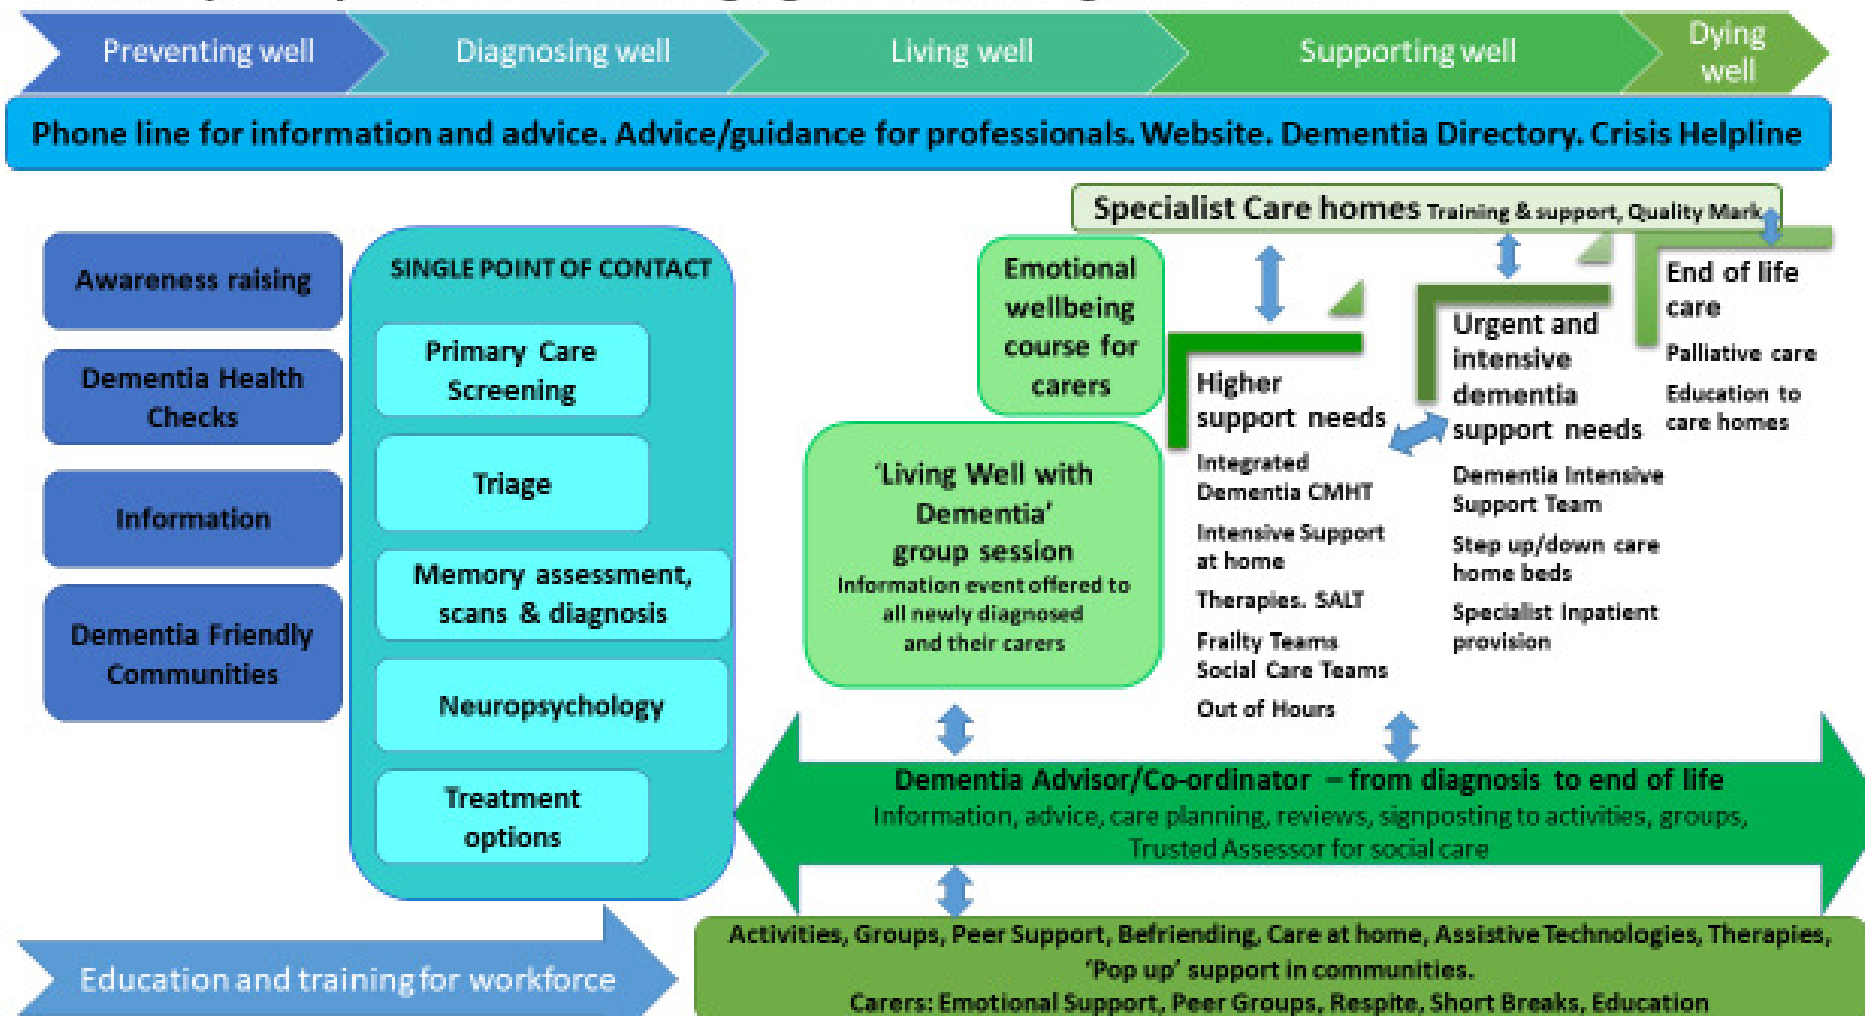 Preventing well
Diagnosing well
Living well
Supporting well
Dying
well
Phone line for information and advice. Advice/guidance for professionals. Website. Dementia Directory. Crisis Helpline
Specialist Care homes Training & support, Quality Mark
Awareness raising
Dementia Health
Checks
Information
Dementia Friendly
Communities
SINGLE POINT OF CONTACT
Primary Care
Screening
Triage
Memory assessment,
scans & diagnosis
Neuropsychology
Treatment
options
Emotional
wellbeing
course for
carers
'Living Well with
Dementia'
group session
Information event offered to
all newly diagnosed
and their carers
Higher
support needs
Integrated
Dementia CMHT
Intensive Support
at home
Therapies. SALT
Frailty Teams
Social Care Teams
Out of Hours
Urgent and
intensive
dementia
support needs
Dementia Intensive
Support Team
Step up/down care
home beds
Specialist Inpatient
provision
End of life
care
Palliative care
Education to
care homes
Dementia Advisor/Co-ordinator – from diagnosis to end of life
Information, advice, care planning, reviews, signposting to activities, groups,
Trusted Assessor for social care
Education and training for workforce
Activities, Groups, Peer Support, Befriending, Care at home, Assistive Technologies, Therapies,
'Pop up' support in communities.
Carers: Emotional Support, Peer Groups, Respite, Short Breaks, Education